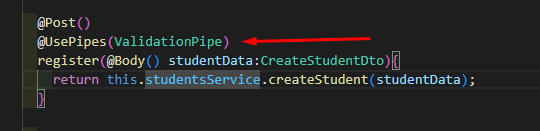 @Post()
@UsePipes(ValidationPipe)
register(@Body() studentData:CreateStudentDto){
return this.studentsService.createStudent(studentData);
}